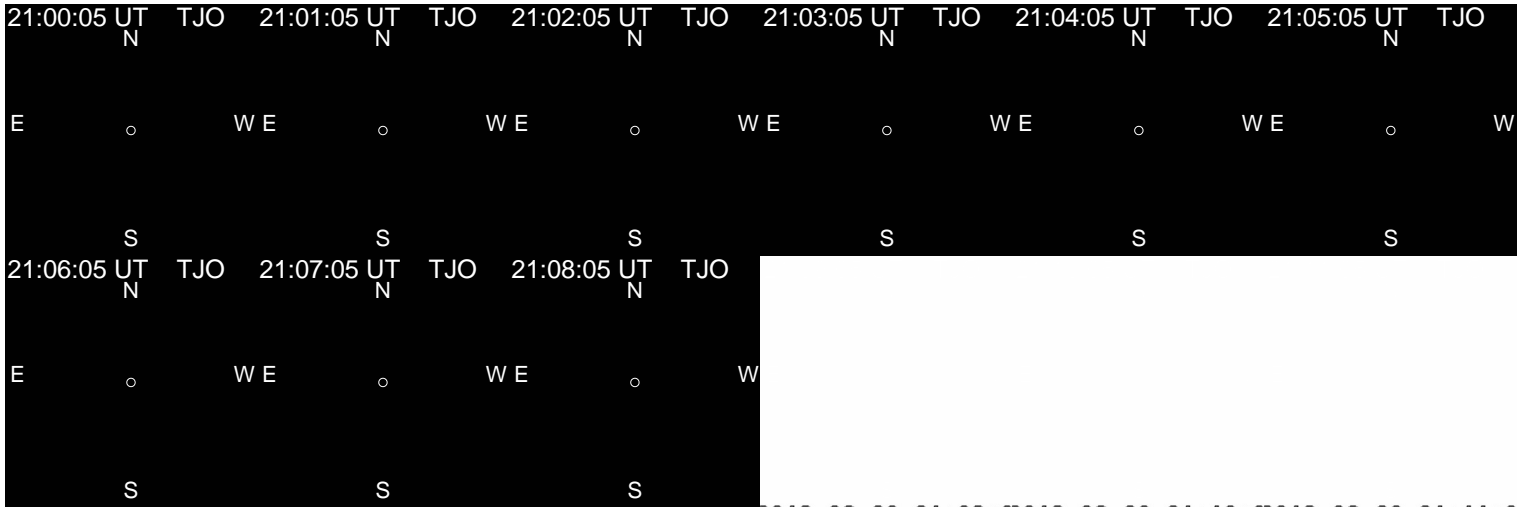 21:00:05 UT TJO 21:01:05 UT TJO 21:02:05 UT TJO 21:03:05 UT TJO 21:04:05 UT TJO 21:05:05 UT TJO
N N N N N N
E W E W E W E W E W E W
S S S S S S
21:06:05 UT TJO 21:07:05 UT TJO 21:08:05 UT TJO
N N N
E W E W E W
S S S